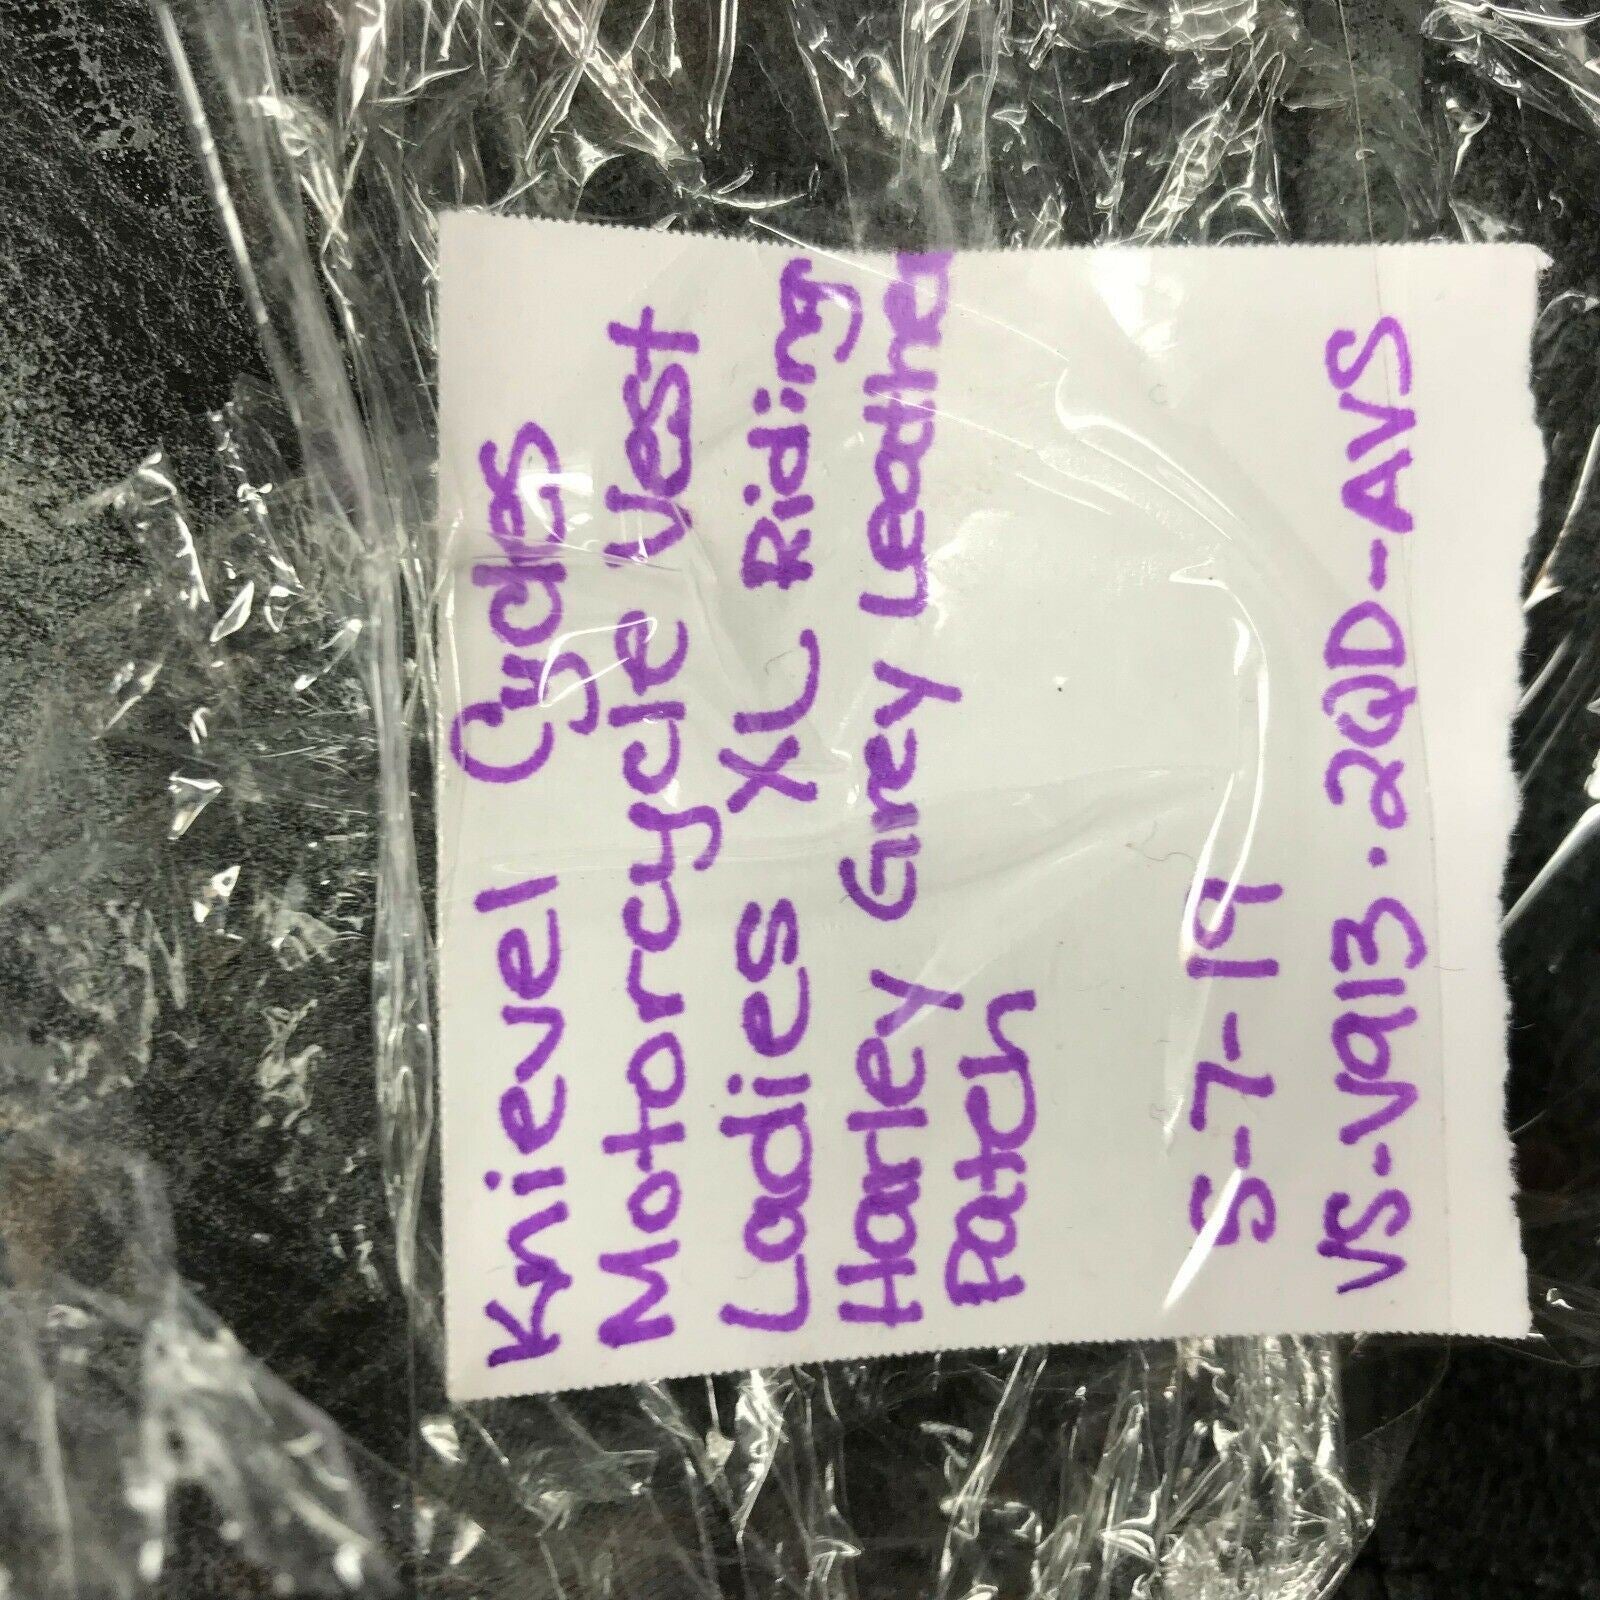 Knievel Cycles
Motorcycle Vest
Ladies XL Riding
Harley Grey Leather
Patch
5-7-19
VS-V913·2QD-AVS